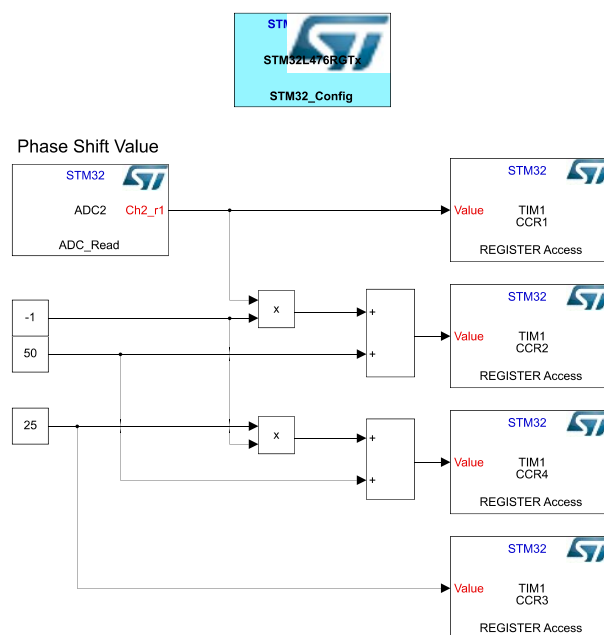 STM32L476RGTx
STM32_Config
Phase Shift Value
STM32
ADC2
Ch2_r1
ADC_Read
STM32
Value
TIM1
CCR1
REGISTER Access
-1
50
25
x
+
+
STM32
Value
TIM1
CCR2
REGISTER Access
x
+
+
STM32
Value
TIM1
CCR4
REGISTER Access
STM32
Value
TIM1
CCR3
REGISTER Access